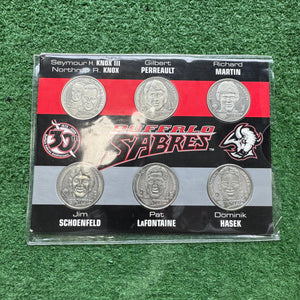 Seymour H. KNOX III
Northrup R. KNOX
Gilbert
PERREAULT
Richard
MARTIN
BUFFALO
SABRES
Jim
SCHOENFELD
Pat
LAFONTAINE
Dominik
HASEK